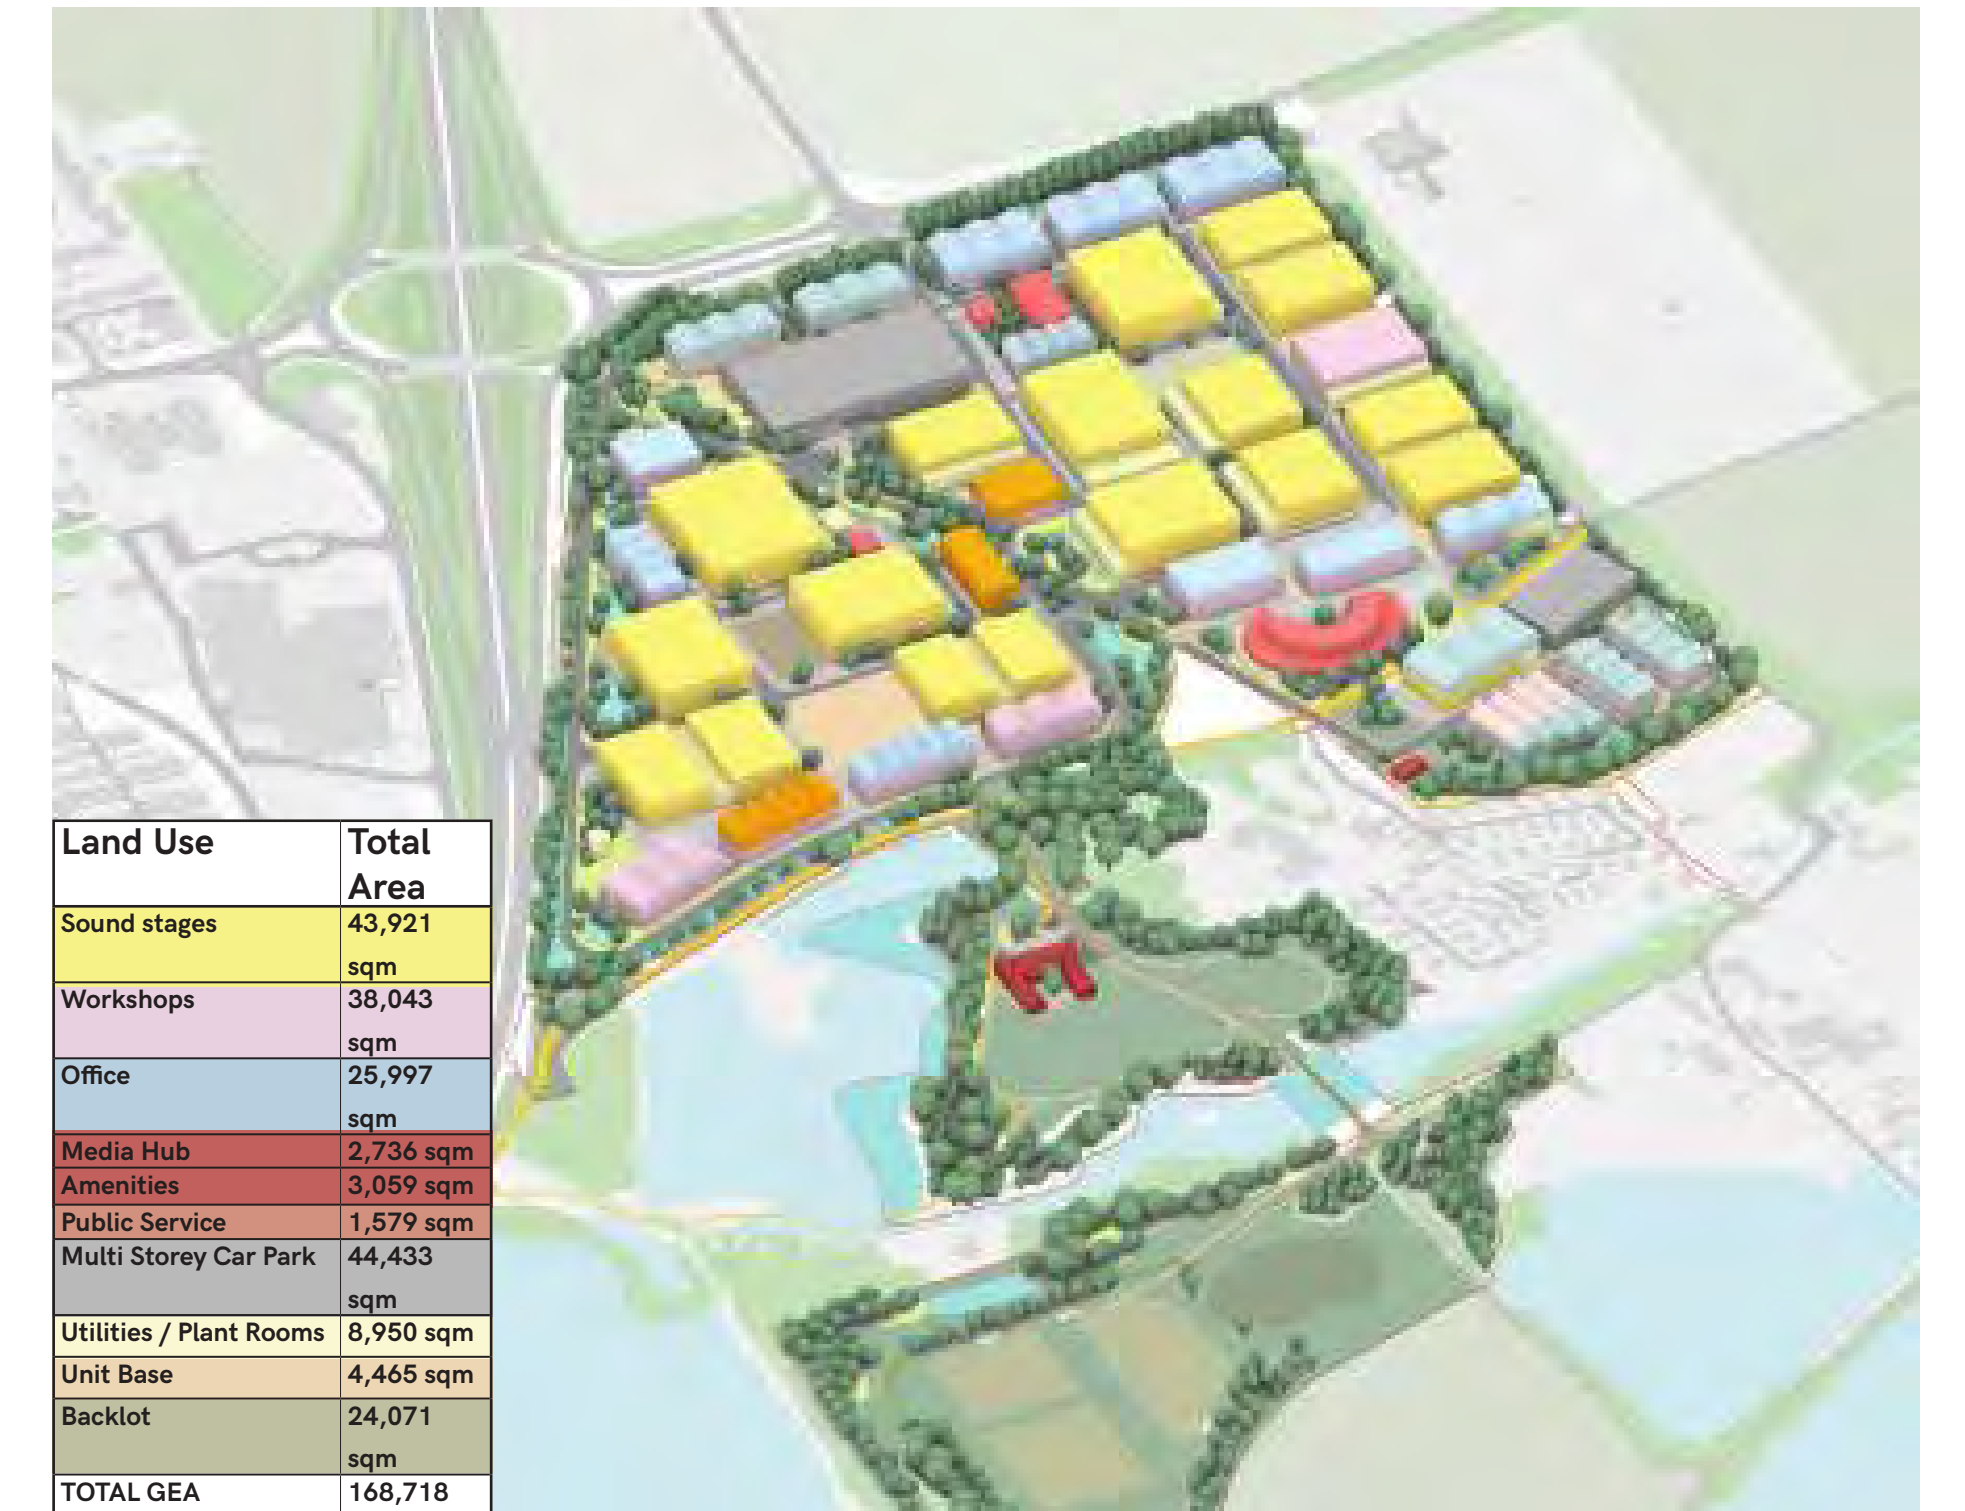 Land Use Total
Area
Sound stages 43,921
sqm
Workshops 38,043
sqm
Office 25,997
sqm
Media Hub 2,736 sqm
Amenities 3,059 sqm
Public Service 1,579 sqm
Multi Storey Car Park 44,433
sqm
Utilities / Plant Rooms 8,950 sqm
Unit Base 4,465 sqm
Backlot 24,071
sqm
TOTAL GEA 168,718